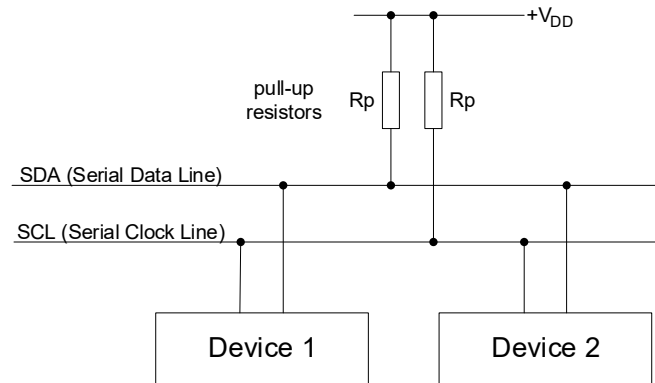 +VDD
pull-up
resistors
Rp
Rp
SDA (Serial Data Line)
SCL (Serial Clock Line)
Device 1
Device 2